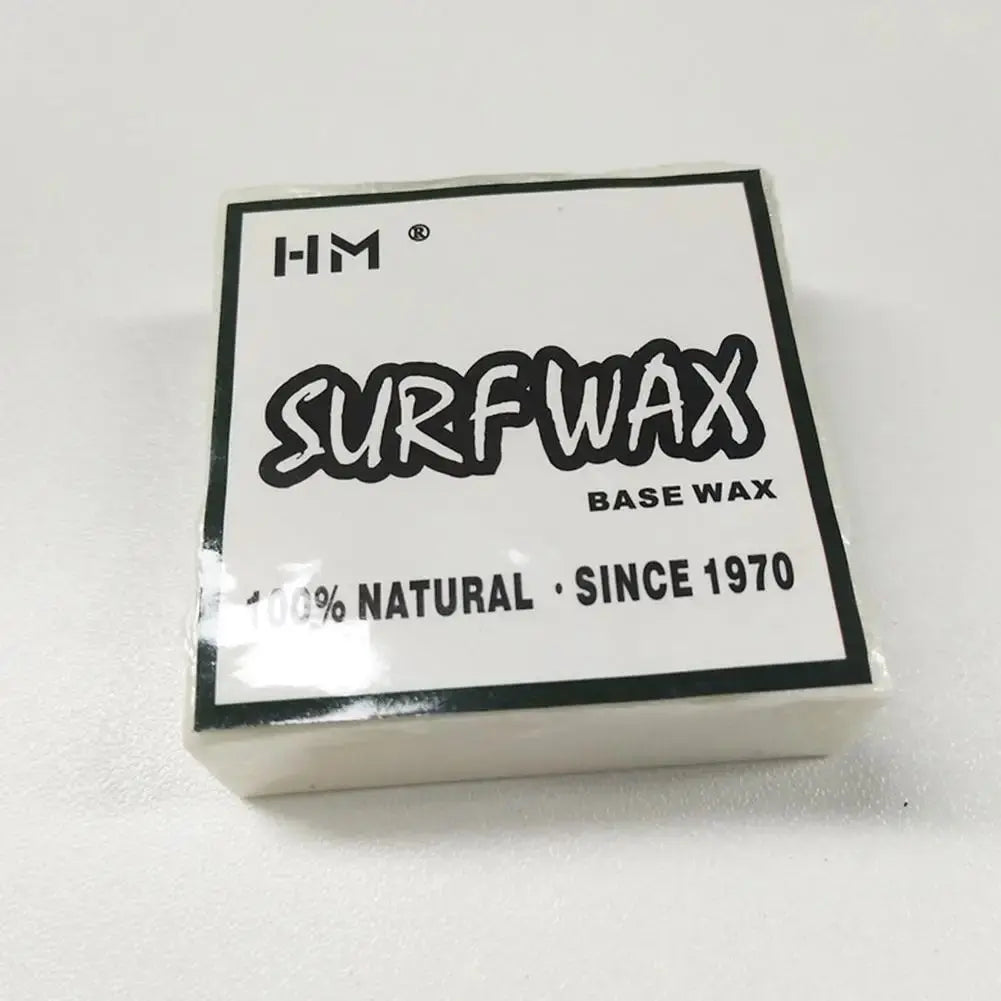 HM ®
SURF WAX
BASE WAX
100% NATURAL · SINCE 1970